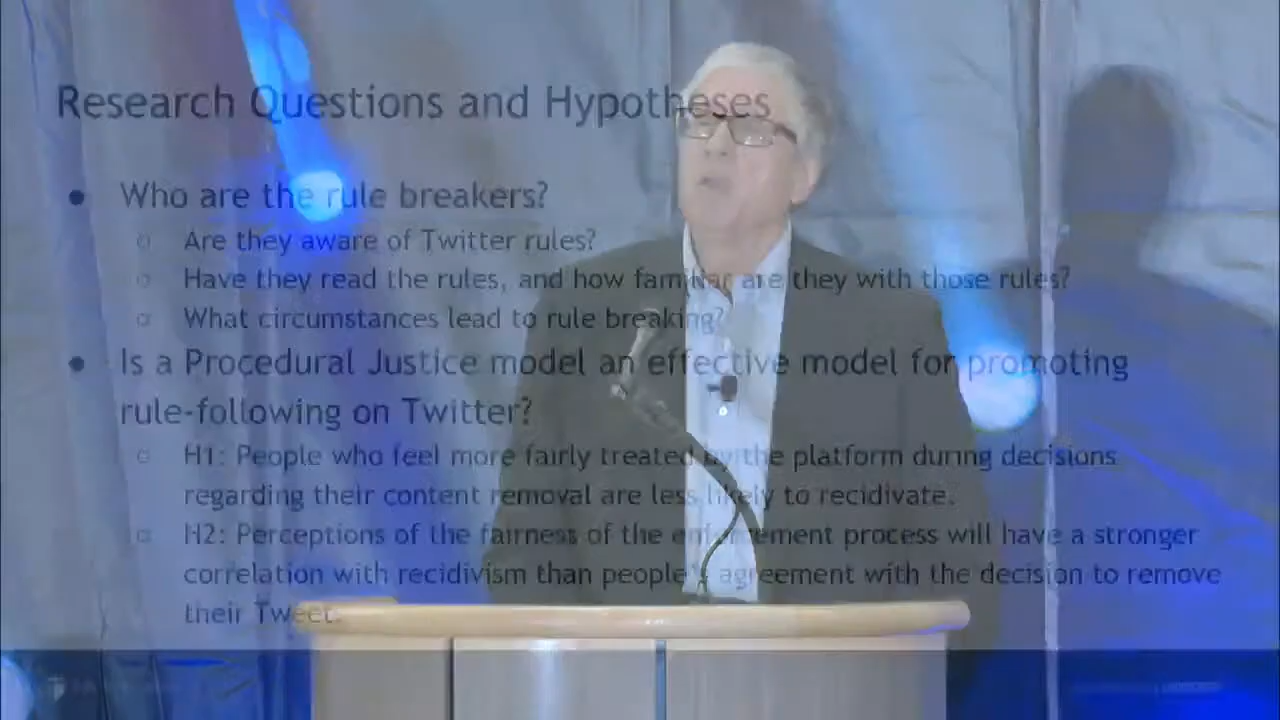 Research Questions and Hypotheses
● Who are the rule breakers?
o Are they aware of Twitter rules?
o Have they read the rules, and how familiar are they with those rules?
o What circumstances lead to rule breaking?
● Is a Procedural Justice model an effective model for promoting
rule-following on Twitter?
o H1: People who feel more fairly treated by the platform during decisions
regarding their content removal are less likely to recidivate.
o H2: Perceptions of the fairness of the enforcement process will have a stronger
correlation with recidivism than people's agreement with the decision to remove
their Tweet.